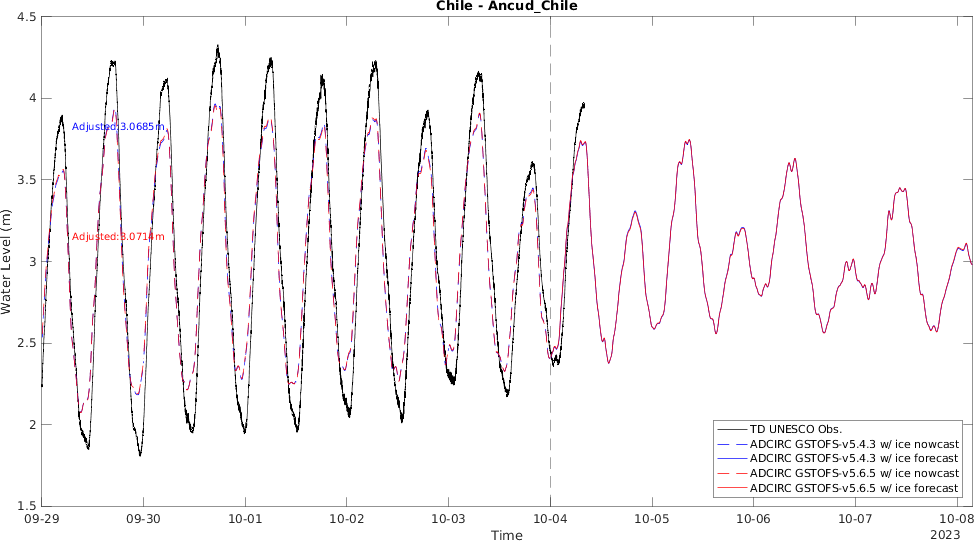 Chile - Ancud_Chile
4.5
4
3.5
3
2.5
2
1.5
Water Level (m)
Adjusted:3.0685m
Adjusted:3.0714m
TD UNESCO Obs.
ADCIRC GSTOFS-v5.4.3 w/ ice nowcast
ADCIRC GSTOFS-v5.4.3 w/ ice forecast
ADCIRC GSTOFS-v5.6.5 w/ ice nowcast
ADCIRC GSTOFS-v5.6.5 w/ ice forecast
09-29 09-30 10-01 10-02 10-03 10-04 10-05 10-06 10-07 10-08
Time
2023